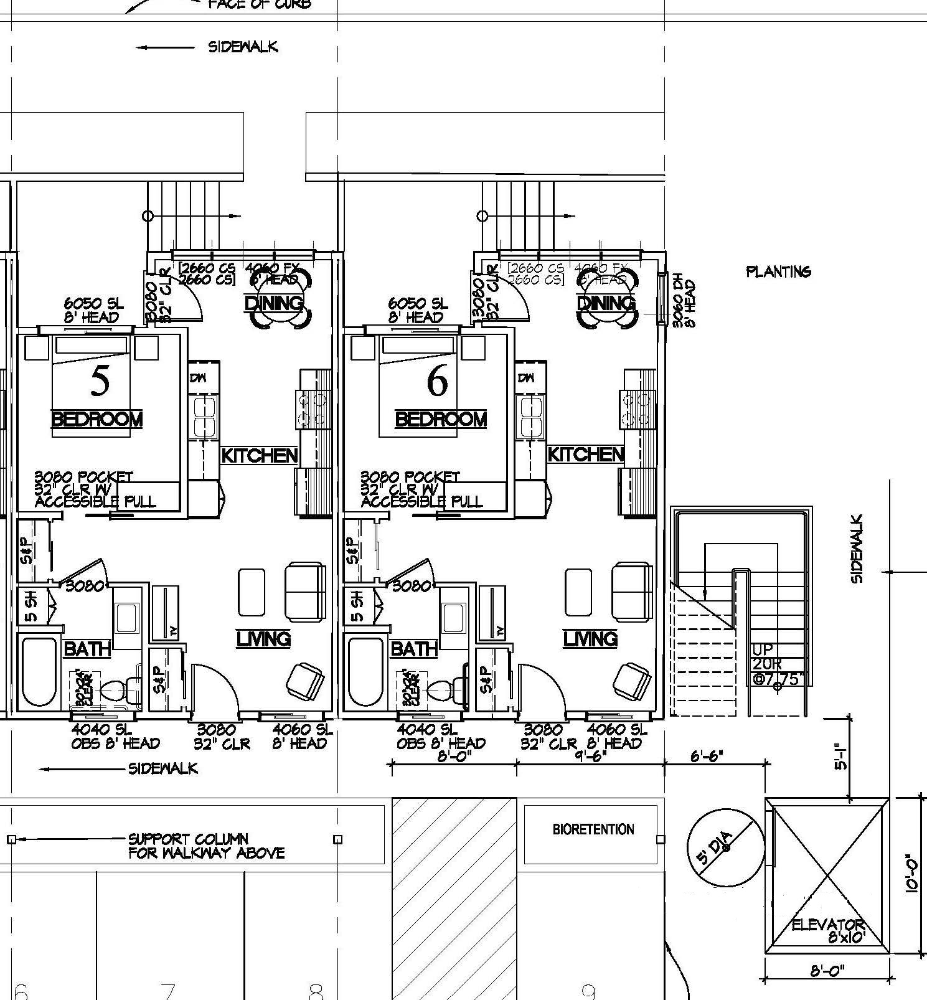 FACE OF CURB
SIDEWALK
[2660 CS 4060 FX
2660 CS] 8' HEAD
3080
32" CLR
DINING
6050 SL
8' HEAD
5
BEDROOM
DW
KITCHEN
3080 POCKET
32" CLR W/
ACCESSIBLE PULL
S&P
3080
5 SH
BATH
30"X24"
CLEAR
TV
LIVING
S&P
4040 SL
OBS 8' HEAD
3080
32" CLR
4060 SL
8' HEAD
[2660 CS 4060 FX
2660 CS] 8' HEAD
3080
32" CLR
DINING
3060 DH
8' HEAD
6050 SL
8' HEAD
6
BEDROOM
DW
KITCHEN
3080 POCKET
32" CLR W/
ACCESSIBLE PULL
S&P
3080
5 SH
BATH
30"X24"
CLEAR
TV
LIVING
S&P
4040 SL
OBS 8' HEAD
3080
32" CLR
4060 SL
8' HEAD
PLANTING
SIDEWALK
UP
20R
@7.75"
8'-0"
9'-6"
6'-6"
5'-1"
SIDEWALK
SUPPORT COLUMN
FOR WALKWAY ABOVE
BIORETENTION
5' DIA
ELEVATOR
8'x10'
10'-0"
8'-0"
6
7
8
9